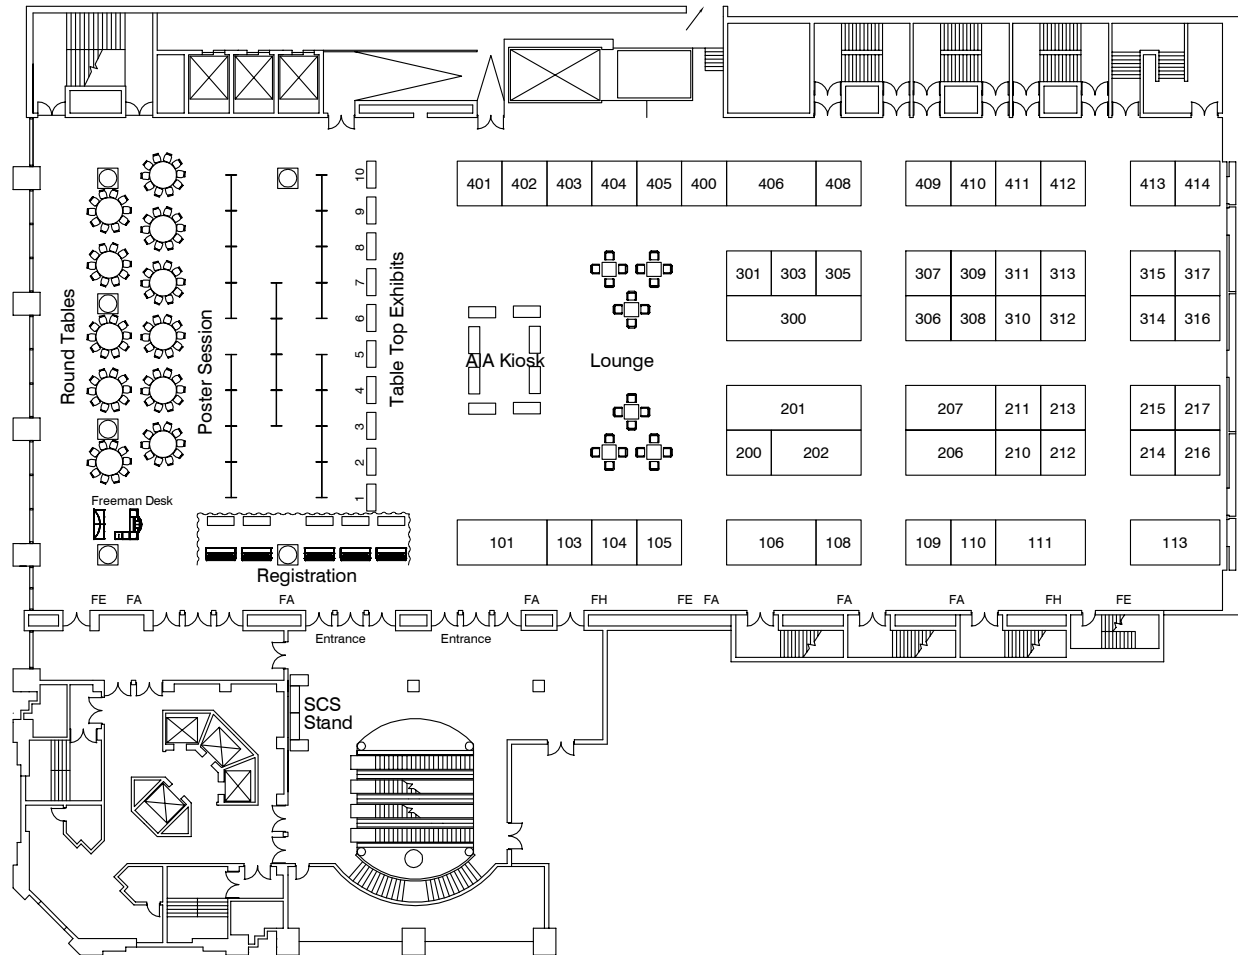 401 402 403 404 405 400 406 408 409 410 411 412 413 414
10
9
8
7
6
5
4
3
2
1
Round Tables
Poster Session
Table Top Exhibits
301 303 305 307 309 311 313 315 317
300 306 308 310 312 314 316
AIA Kiosk Lounge
201 207 211 213 215 217
200 202 206 210 212 214 216
Freeman Desk
101 103 104 105 106 108 109 110 111 113
Registration
FE FA FA FA FH FE FA FA FA FH FE
Entrance Entrance
SCS
Stand